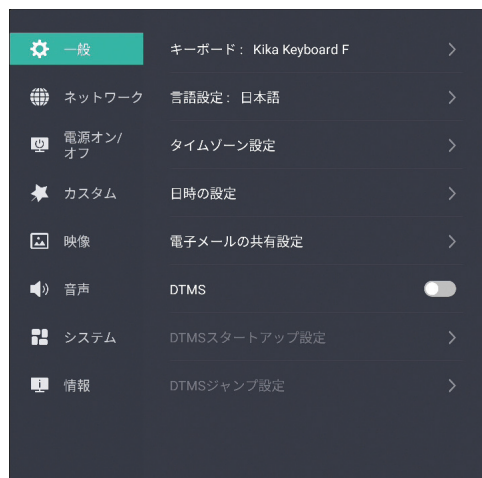 一般
キーボード： Kika Keyboard F
ネットワーク
言語設定： 日本語
電源オン/
オフ
タイムゾーン設定
カスタム
日時の設定
映像
電子メールの共有設定
音声
DTMS
システム
DTMSスタートアップ設定
情報
DTMSジャンプ設定